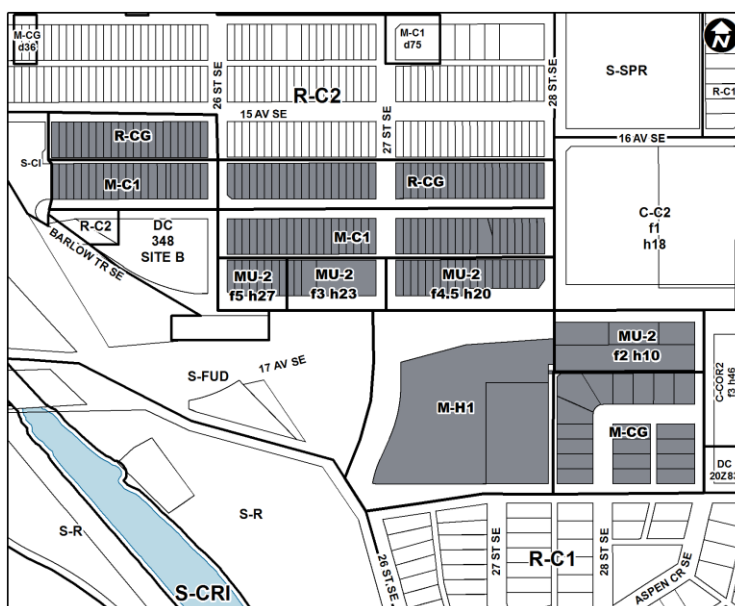 M-CG
d36
M-C1
d75
N
26 ST SE
R-C2
28 ST SE
S-SPR
R-C1
15 AV SE
27 ST SE
16 AV SE
R-CG
S-CI
M-C1
R-CG
C-C2
f1
h18
R-C2
DC
348
SITE B
M-C1
BARLOW TR SE
MU-2
f5 h27
MU-2
f3 h23
MU-2
f4.5 h20
MU-2
f2 h10
C-COR2
f3 h46
17 AV SE
S-FUD
M-H1
M-CG
DC
20Z83
S-R
S-R
S-CRI
26 ST SE
27 ST SE
R-C1
28 ST SE
ASPEN CR SE